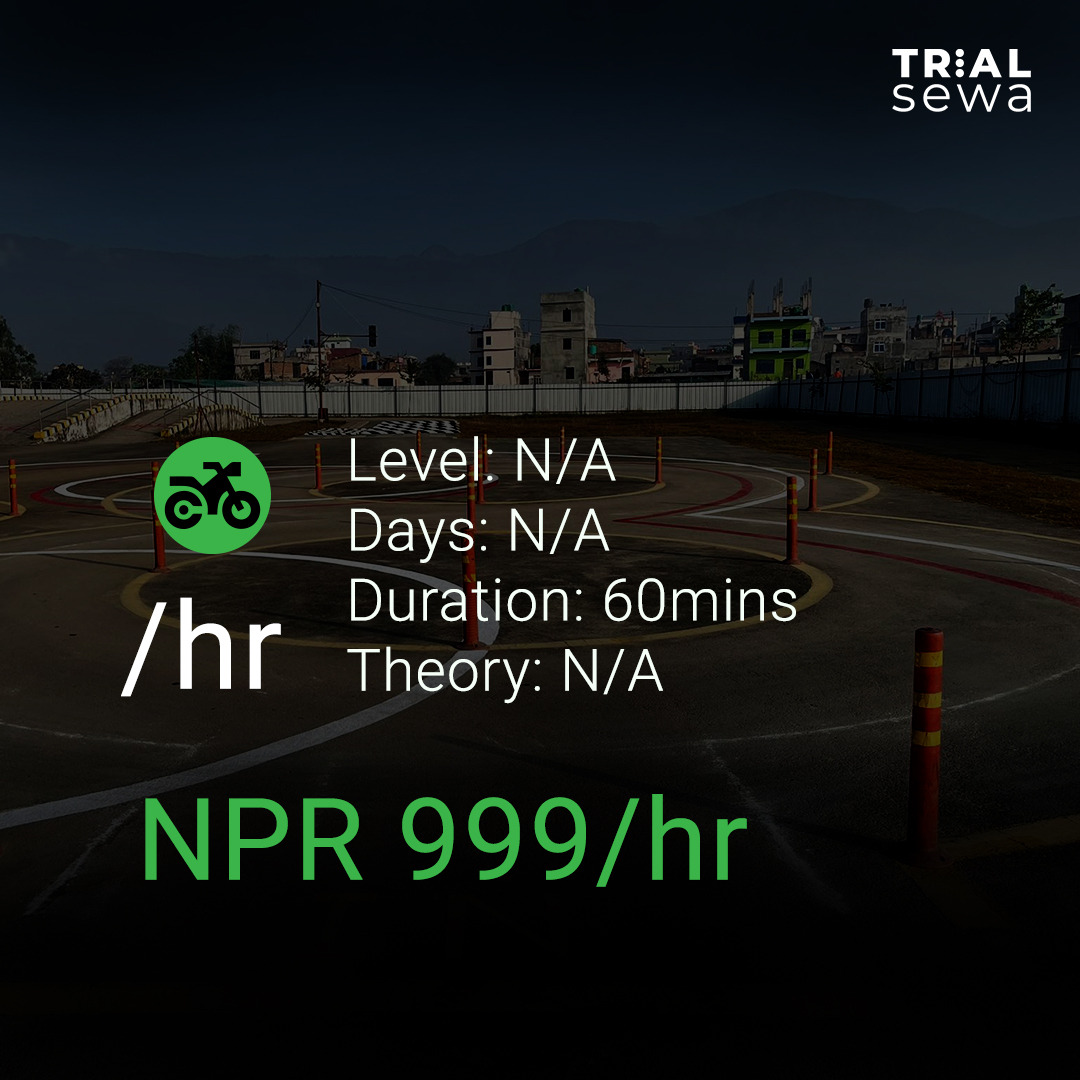 TRIAL
sewa
Level: N/A
Days: N/A
Duration: 60mins
Theory: N/A
/hr
NPR 999/hr